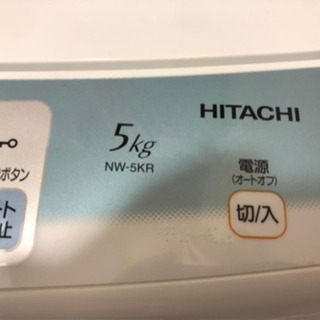 HITACHI
5kg
NW-5KR
ボタン
ート
止
電源
(オートオフ)
切/入